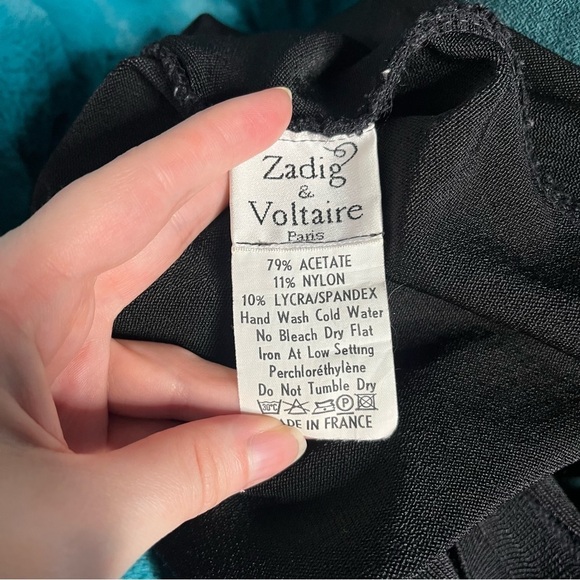 Zadig
&
Voltaire
Paris
79% ACETATE
11% NYLON
10% LYCRA/SPANDEX
Hand Wash Cold Water
No Bleach Dry Flat
Iron At Low Setting
Perchloréthylène
Do Not Tumble Dry
30°C P
IN FRANCE